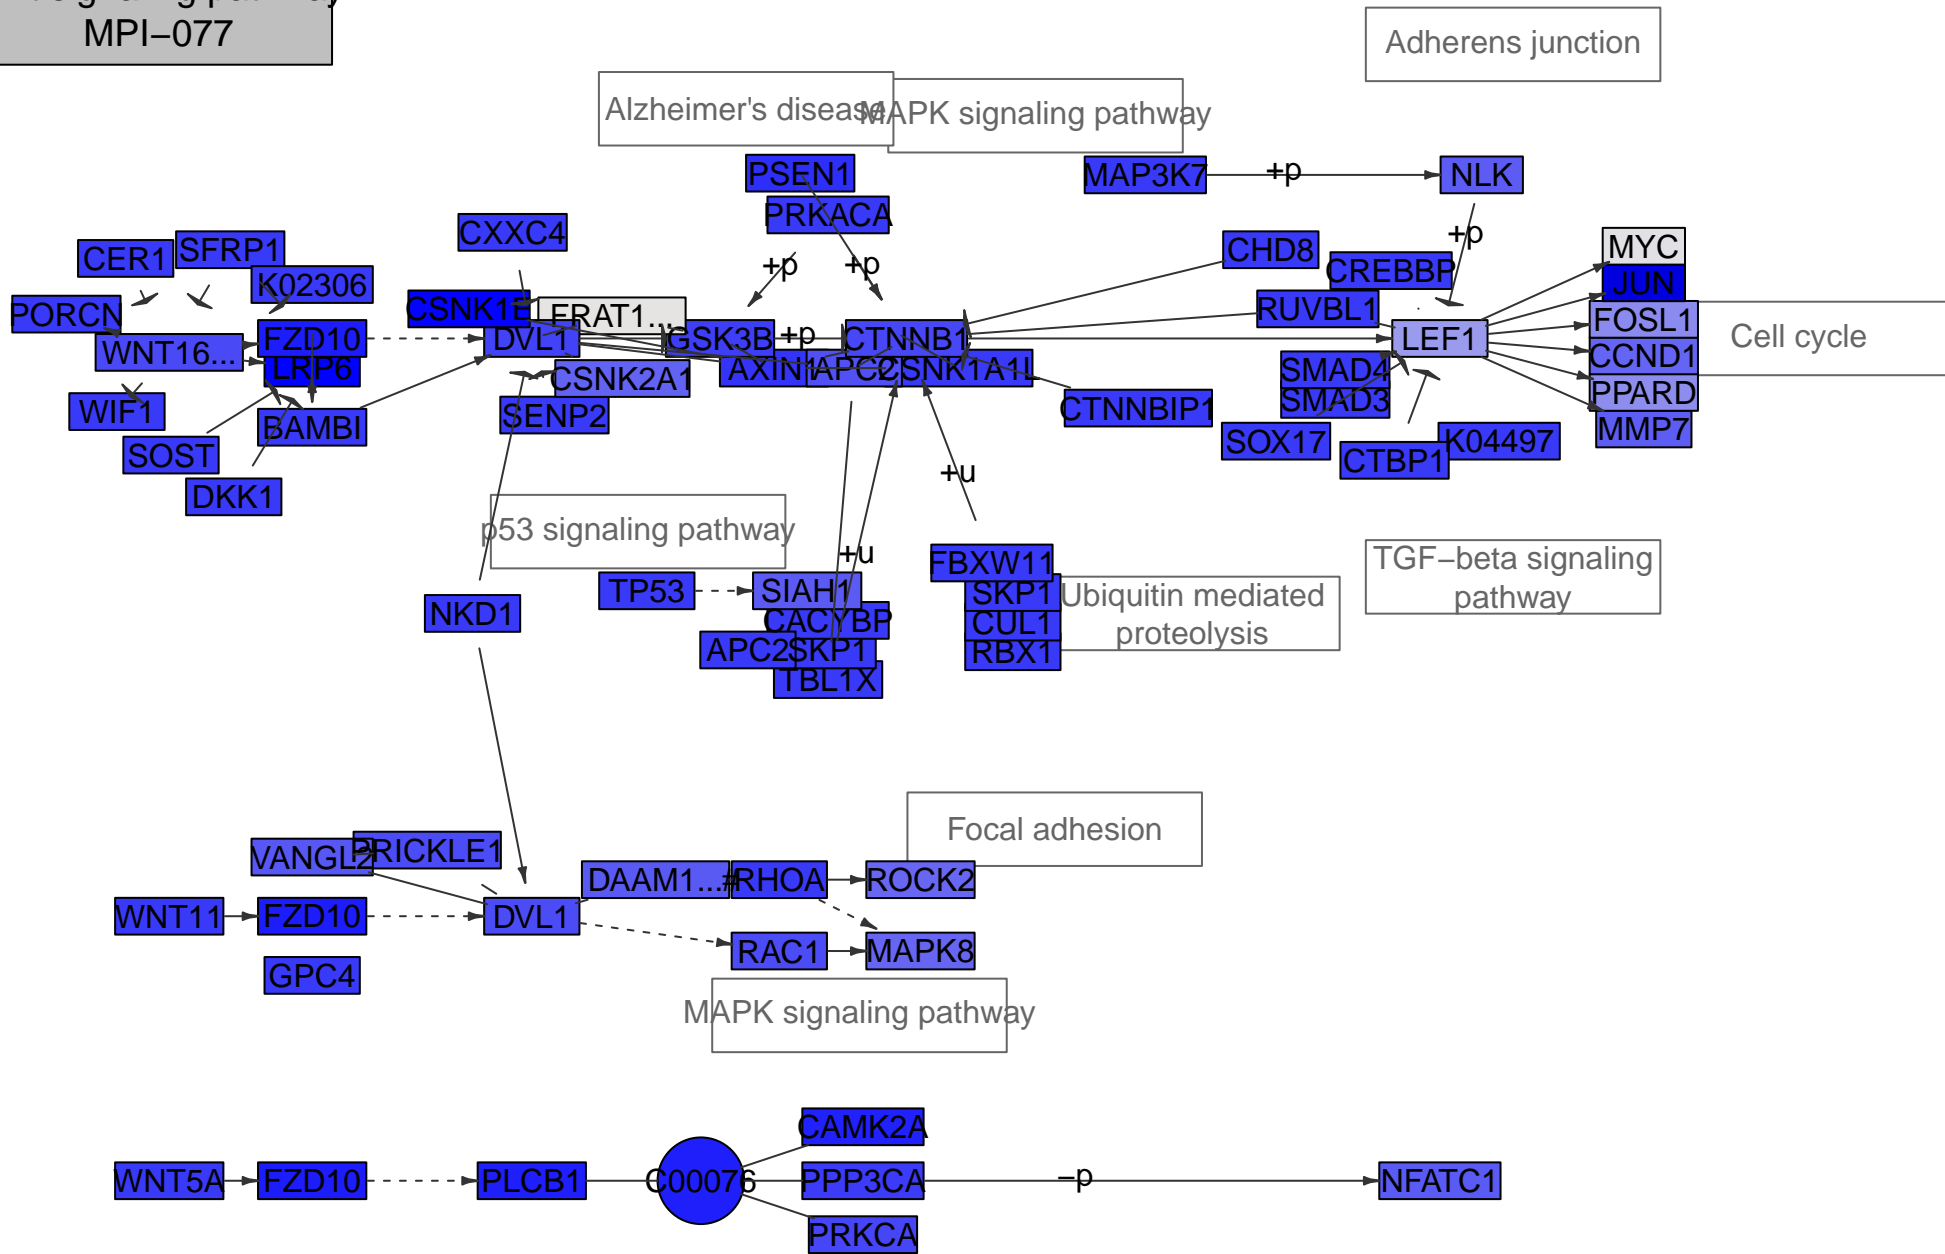 signaling pathway
MPI−077
Adherens junction
Alzheimer's disease
MAPK signaling pathway
PSEN1
MAP3K7
+p
NLK
PRKACA
CXXC4
CER1
SFRP1
K02306
+p
+p
CHD8
CREBBP
+p
MYC
JUN
PORCN
CSNK1E
FRAT1...
RUVBL1
FOSL1
Cell cycle
WNT16...
FZD10
DVL1
GSK3B
+p
CTNNB1
LEF1
CCND1
LRP6
CSNK2A1
AXIN1
APC2
CSNK1A1L
SMAD4
PPARD
WIF1
BAMBI
SENP2
CTNNBIP1
SMAD3
MMP7
SOST
SOX17
CTBP1
K04497
DKK1
+u
p53 signaling pathway
+u
FBXW11
TGF−beta signaling
pathway
NKD1
TP53
SIAH1
SKP1
Ubiquitin mediated
proteolysis
CACYBP
CUL1
APC2
SKP1
RBX1
TBL1X
Focal adhesion
VANGL2
PRICKLE1
DAAM1...
RHOA
ROCK2
WNT11
FZD10
DVL1
RAC1
MAPK8
GPC4
MAPK signaling pathway
CAMK2A
WNT5A
FZD10
PLCB1
C00076
PPP3CA
−p
NFATC1
PRKCA